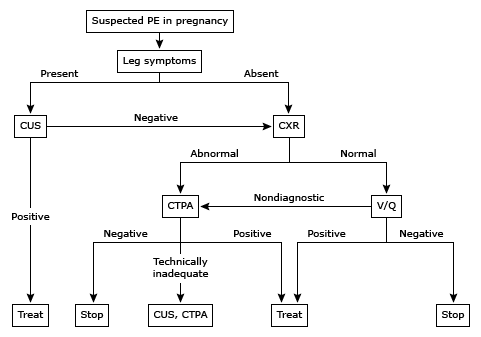 Suspected PE in pregnancy
Leg symptoms
Present
Absent
CUS
Negative
CXR
Abnormal
Normal
CTPA
Nondiagnostic
V/Q
Positive
Negative
Technically
inadequate
Positive
Positive
Negative
Treat
Stop
CUS, CTPA
Treat
Stop